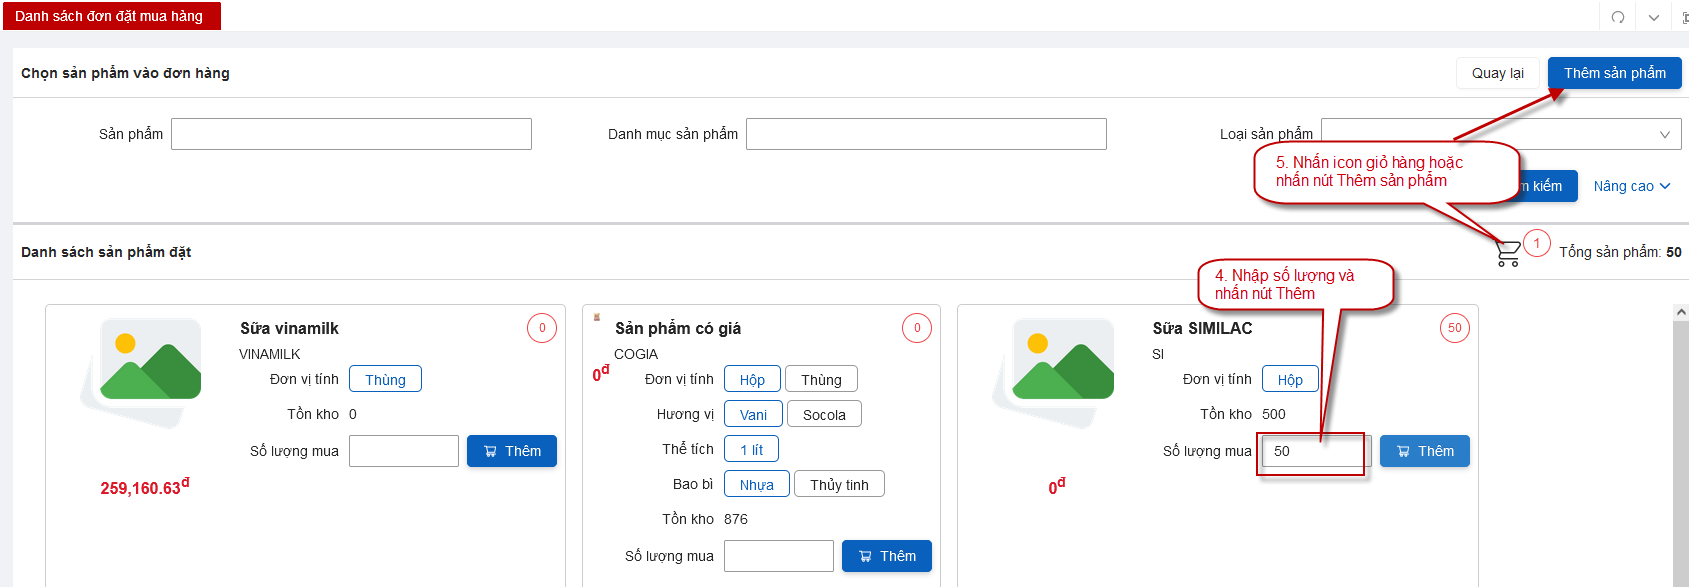 Danh sách đơn đặt mua hàng
Chọn sản phẩm vào đơn hàng
Quay lại
Thêm sản phẩm
Sản phẩm
Danh mục sản phẩm
Loại sản phẩm
5. Nhấn icon giỏ hàng hoặc
nhấn nút Thêm sản phẩm
kiếm
Nâng cao
Danh sách sản phẩm đặt
1
Tổng sản phẩm: 50
4. Nhập số lượng và
nhấn nút Thêm
Sữa vinamilk
0
VINAMILK
Đơn vị tính
Thùng
Tồn kho 0
Số lượng mua
Thêm
259,160.63đ
Sản phẩm có giá
0
COGIA
0đ
Đơn vị tính
Hộp
Thùng
Hương vị
Vani
Socola
Thể tích
1 lít
Bao bì
Nhựa
Thủy tinh
Tồn kho 876
Số lượng mua
Thêm
Sữa SIMILAC
50
SI
Đơn vị tính
Hộp
Tồn kho 500
Số lượng mua
50
Thêm
0đ